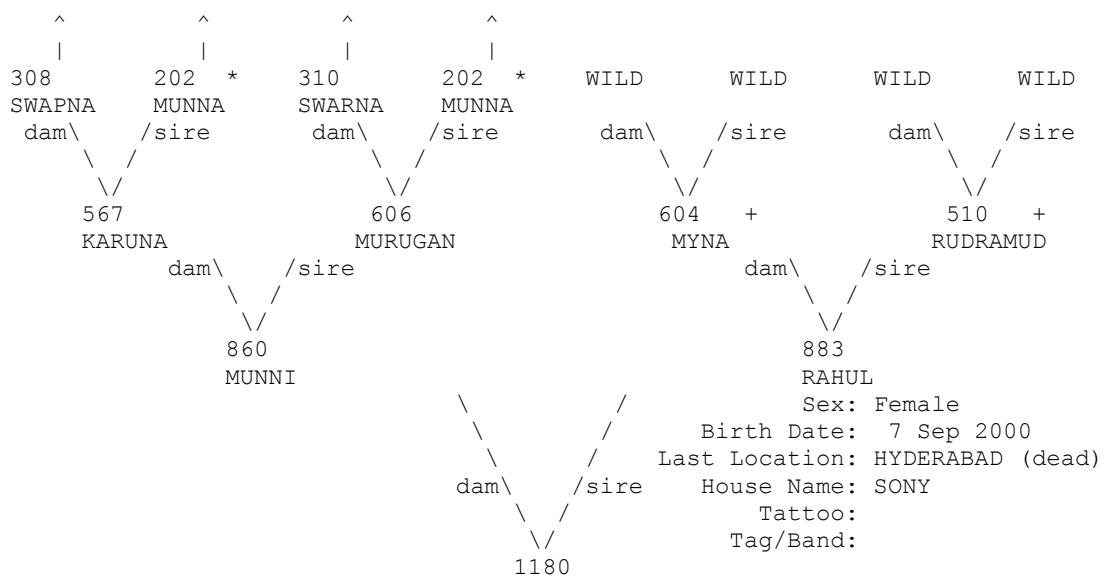 ^ ^ ^ ^
| | | |
308 202 * 310 202 * WILD WILD WILD WILD
SWAPNA MUNNA SWARNA MUNNA
dam\ /sire dam\ /sire dam\ /sire dam\ /sire
\ / \ / \ / \ /
\/ \/ \/ \/
567 606 604 + 510 +
KARUNA MURUGAN MYNA RUDRAMUD
dam\ /sire dam\ /sire
\ / \ /
\/ \/
860 883
MUNNI RAHUL
\ / Sex: Female
\ / Birth Date: 7 Sep 2000
\ / Last Location: HYDERABAD (dead)
dam\ /sire House Name: SONY
\ / Tattoo:
\/ Tag/Band:
1180